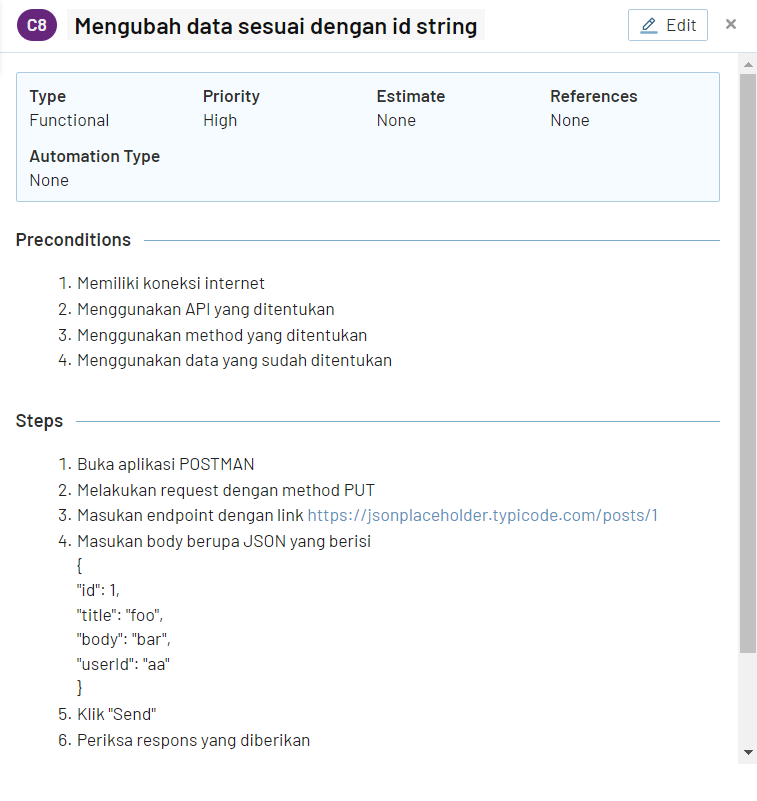 C8 Mengubah data sesuai dengan id string Edit ×
Type Priority Estimate References
Functional High None None
Automation Type
None
Preconditions
1. Memiliki koneksi internet
2. Menggunakan API yang ditentukan
3. Menggunakan method yang ditentukan
4. Menggunakan data yang sudah ditentukan
Steps
1. Buka aplikasi POSTMAN
2. Melakukan request dengan method PUT
3. Masukan endpoint dengan link https://jsonplaceholder.typicode.com/posts/1
4. Masukan body berupa JSON yang berisi
{
"id": 1,
"title": "foo",
"body": "bar",
"userId": "aa"
}
5. Klik "Send"
6. Periksa respons yang diberikan